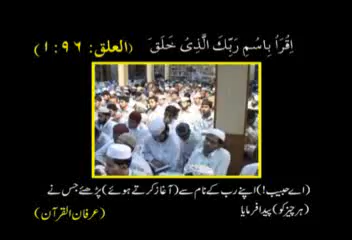 اِقْرَاْ بِاسْمِ رَبِّكَ الَّذِىْ خَلَقَ (العلق: ٩٦ : ١)
(اے حبیب!) اپنے رب کے نام سے (آغاز کرتے ہوئے) پڑھئے جس نے
(ہر چیز کو) پیدا فرمایا (عرفان القرآن)